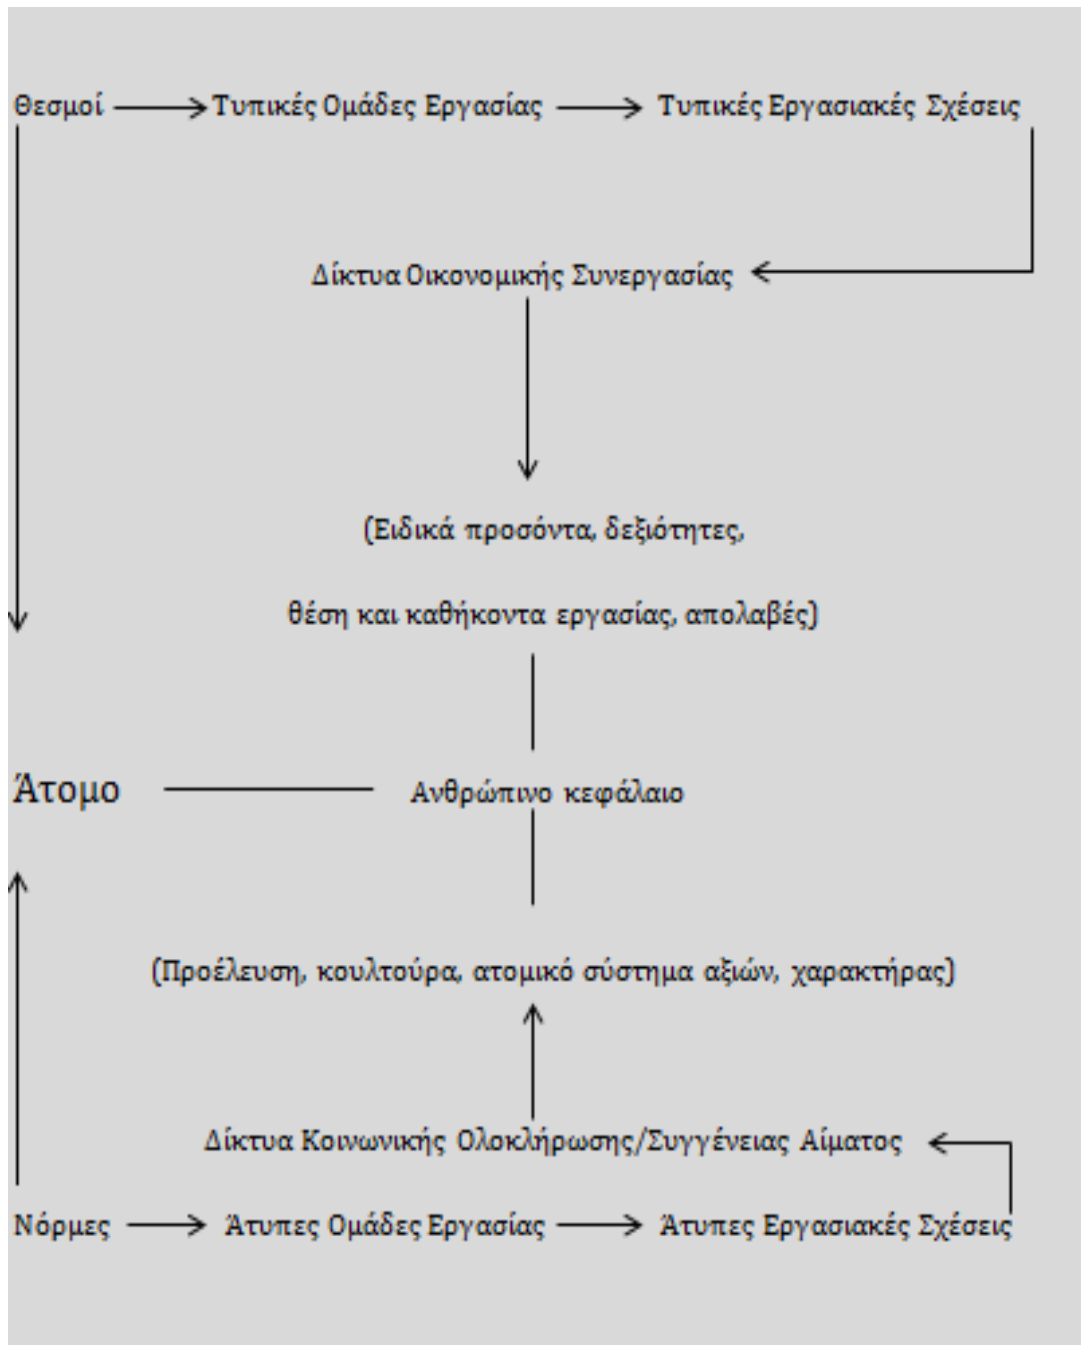 Θεσμοί Τυπικές Ομάδες Εργασίας Τυπικές Εργασιακές Σχέσεις
Δίκτυα Οικονομικής Συνεργασίας
(Ειδικά προσόντα, δεξιότητες,
θέση και καθήκοντα εργασίας, απολαβές)
Άτομο Ανθρώπινο κεφάλαιο
(Προέλευση, κουλτούρα, ατομικό σύστημα αξιών, χαρακτήρας)
Δίκτυα Κοινωνικής Ολοκλήρωσης/Συγγένειας Αίματος
Νόρμες Άτυπες Ομάδες Εργασίας Άτυπες Εργασιακές Σχέσεις